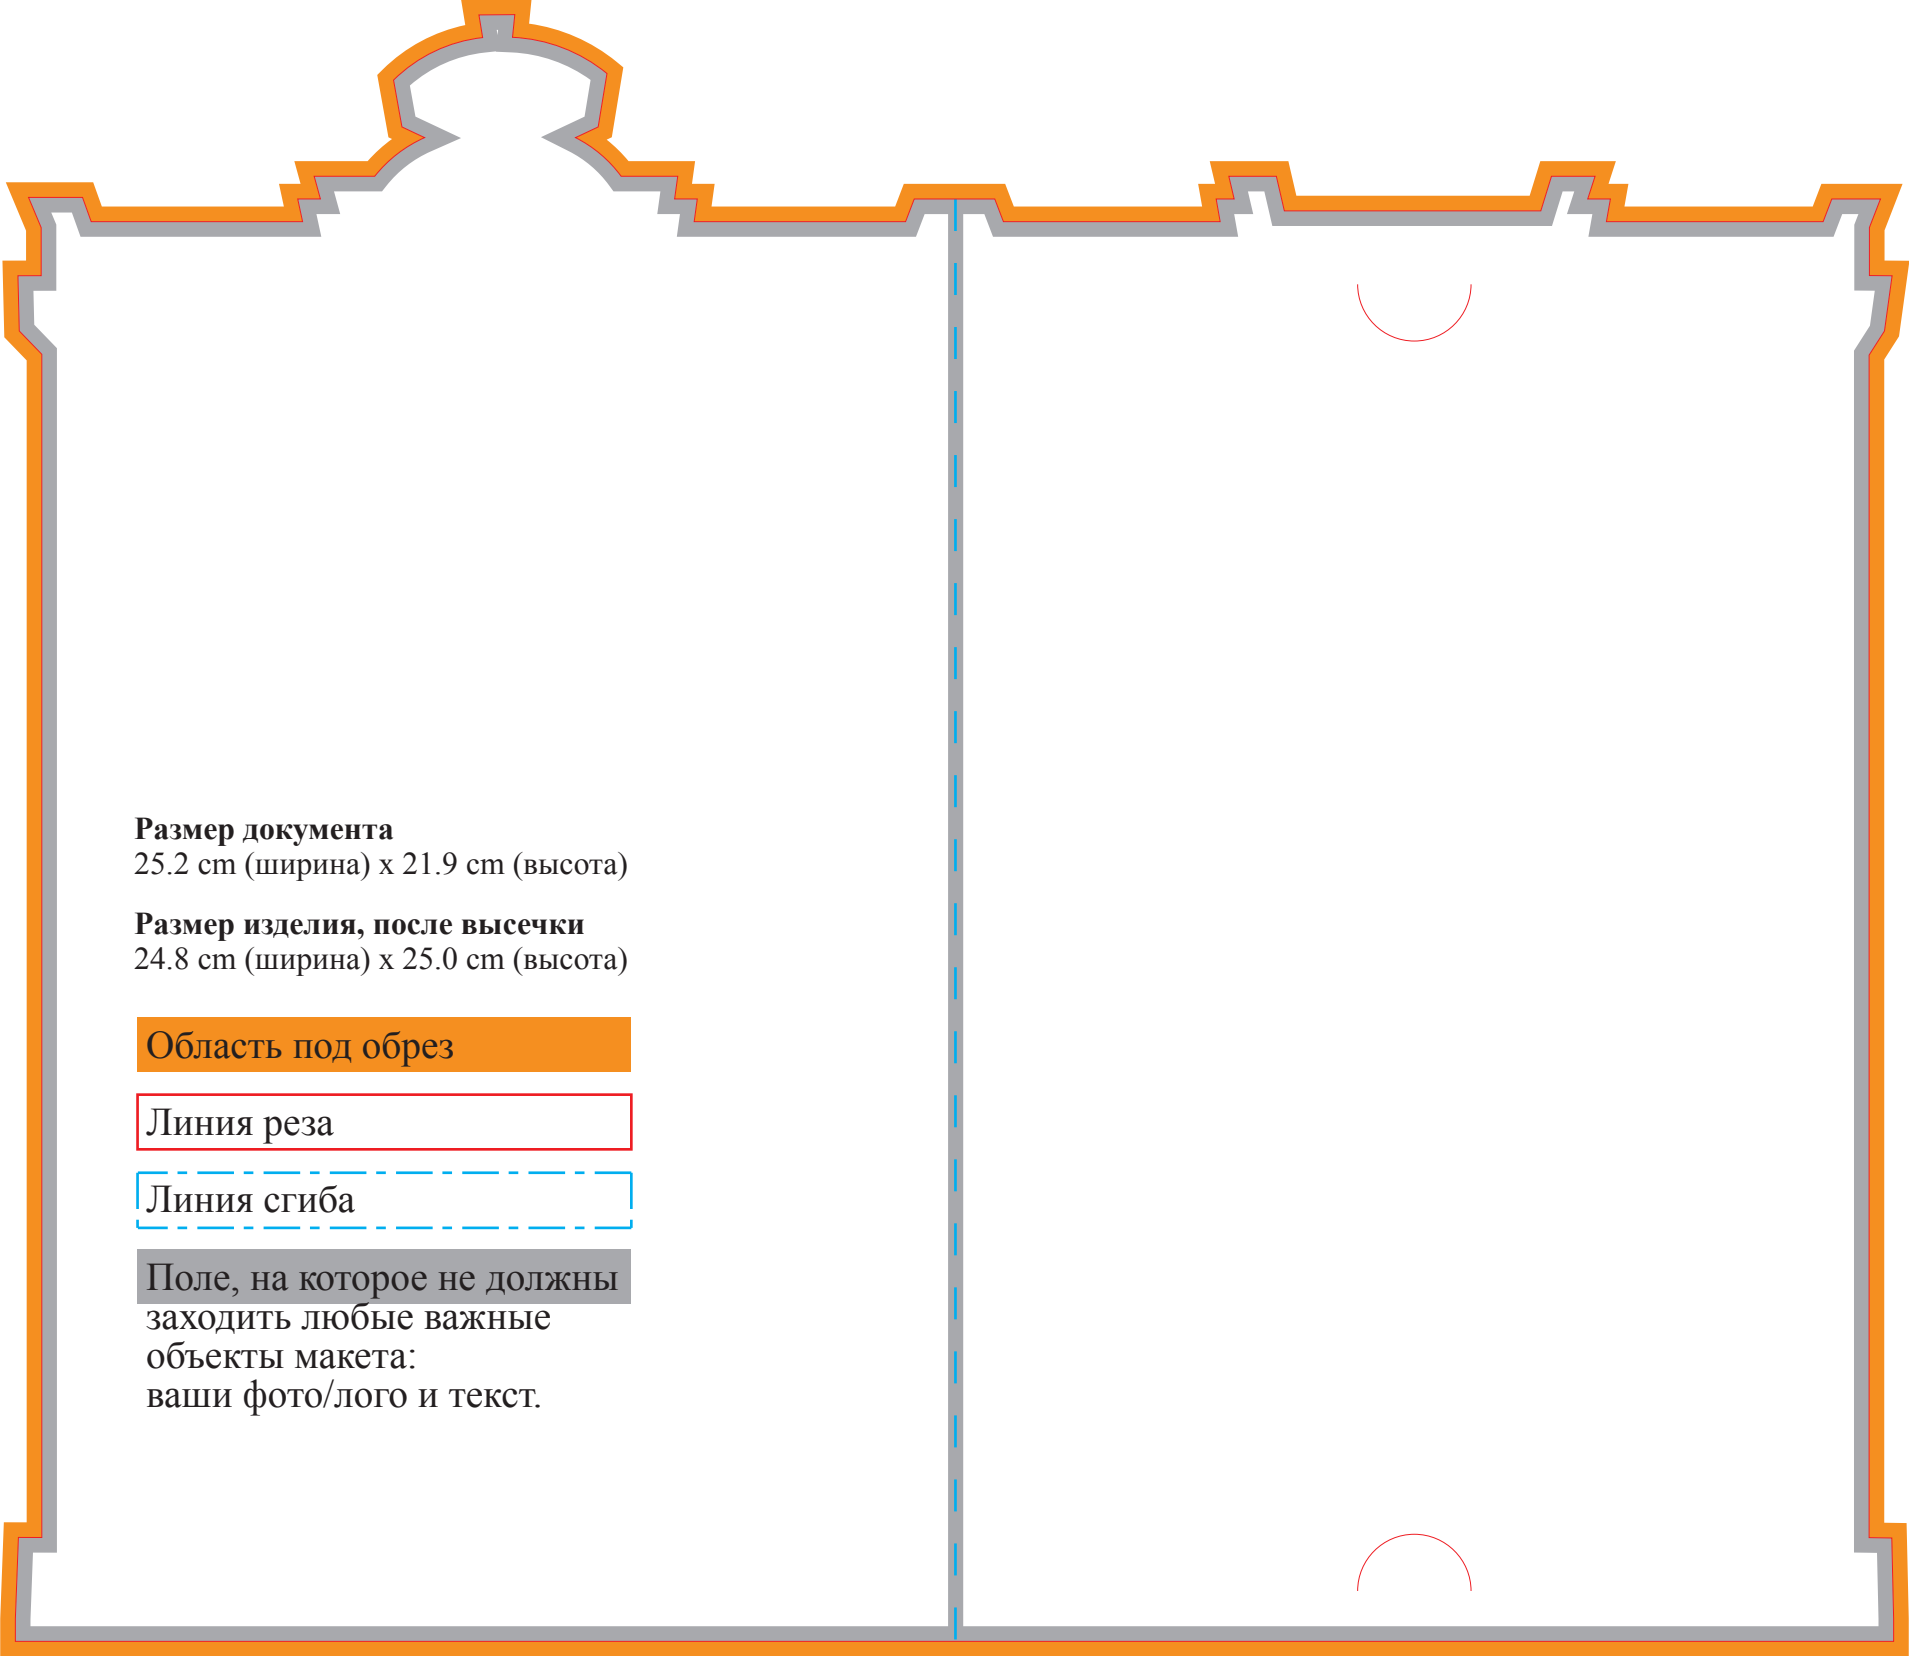 Размер документа
25.2 cm (ширина) x 21.9 cm (высота)
Размер изделия, после высечки
24.8 cm (ширина) x 25.0 cm (высота)
Область под обрез
Линия реза
Линия сгиба
Поле, на которое не должны
заходить любые важные
объекты макета:
ваши фото/лого и текст.